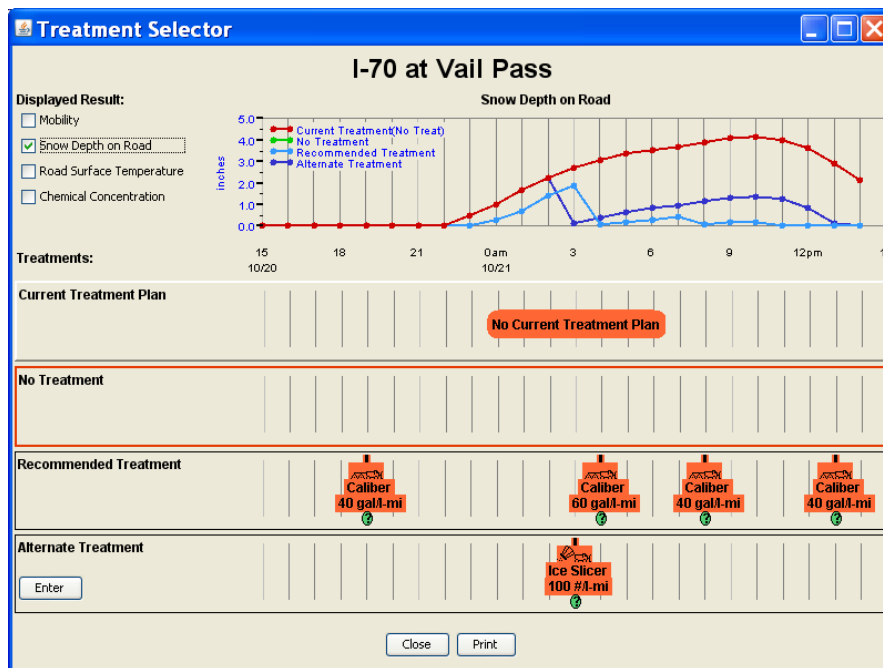 Treatment Selector
I-70 at Vail Pass
Displayed Result:
Mobility
Snow Depth on Road
Road Surface Temperature
Chemical Concentration
Snow Depth on Road
inches
5.0
4.0
3.0
2.0
1.0
0.0
Current Treatment(No Treat)
No Treatment
Recommended Treatment
Alternate Treatment
Treatments:
15 18 21 0am 3 6 9 12pm 1
10/20 10/21
Current Treatment Plan
No Current Treatment Plan
No Treatment
Recommended Treatment
Caliber
40 gal/l-mi
?
Caliber
60 gal/l-mi
?
Caliber
40 gal/l-mi
?
Caliber
40 gal/l-mi
?
Alternate Treatment
Enter
Ice Slicer
100 #/l-mi
?
Close Print